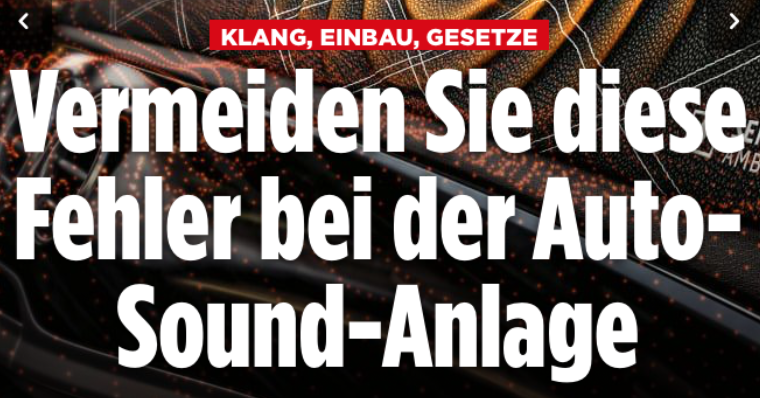 KLANG, EINBAU, GESETZE
Vermeiden Sie diese
Fehler bei der Auto-
Sound-Anlage